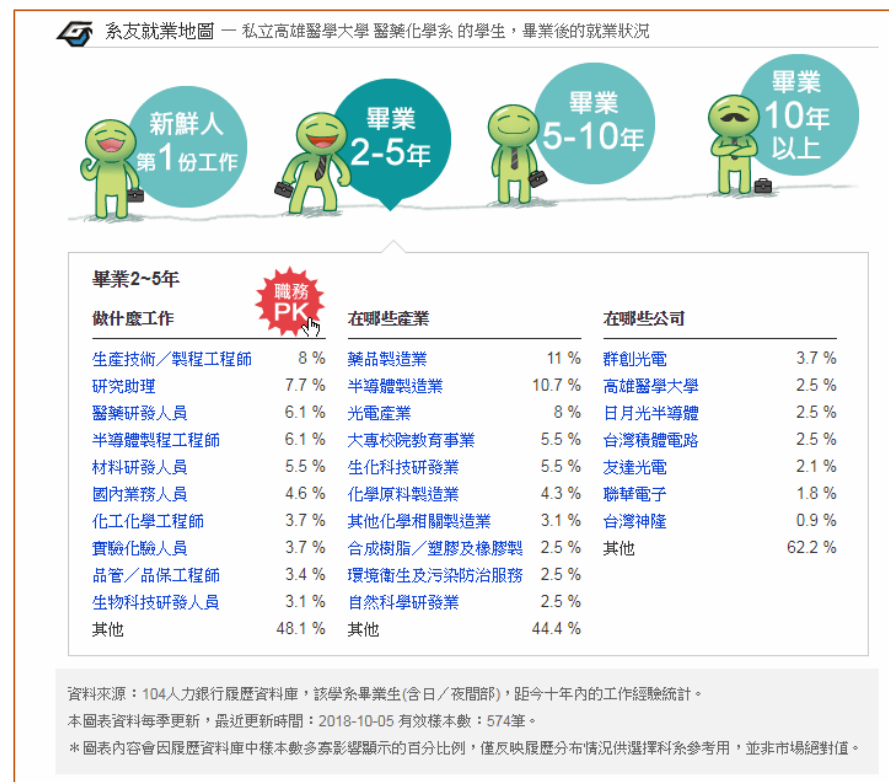 系友就業地圖 — 私立高雄醫學大學 醫藥化學系 的學生，畢業後的就業狀況
新鮮人
第1份工作
畢業
2-5年
畢業
5-10年
畢業
10年
以上
畢業2~5年
職務
PK
做什麼工作
生產技術／製程工程師 8 %
研究助理 7.7 %
醫藥研發人員 6.1 %
半導體製程工程師 6.1 %
材料研發人員 5.5 %
國內業務人員 4.6 %
化工化學工程師 3.7 %
實驗化驗人員 3.7 %
品管／品保工程師 3.4 %
生物科技研發人員 3.1 %
其他 48.1 %
在哪些產業
藥品製造業 11 %
半導體製造業 10.7 %
光電產業 8 %
大專校院教育事業 5.5 %
生化科技研發業 5.5 %
化學原料製造業 4.3 %
其他化學相關製造業 3.1 %
合成樹脂／塑膠及橡膠製 2.5 %
環境衛生及污染防治服務 2.5 %
自然科學研發業 2.5 %
其他 44.4 %
在哪些公司
群創光電 3.7 %
高雄醫學大學 2.5 %
日月光半導體 2.5 %
台灣積體電路 2.5 %
友達光電 2.1 %
聯華電子 1.8 %
台灣神隆 0.9 %
其他 62.2 %
資料來源：104人力銀行履歷資料庫，該學系畢業生(含日／夜間部)，距今十年內的工作經驗統計。
本圖表資料每季更新，最近更新時間：2018-10-05 有效樣本數：574筆。
＊圖表內容會因履歷資料庫中樣本數多寡影響顯示的百分比例，僅反映履歷分布情況供選擇科系參考用，並非市場絕對值。